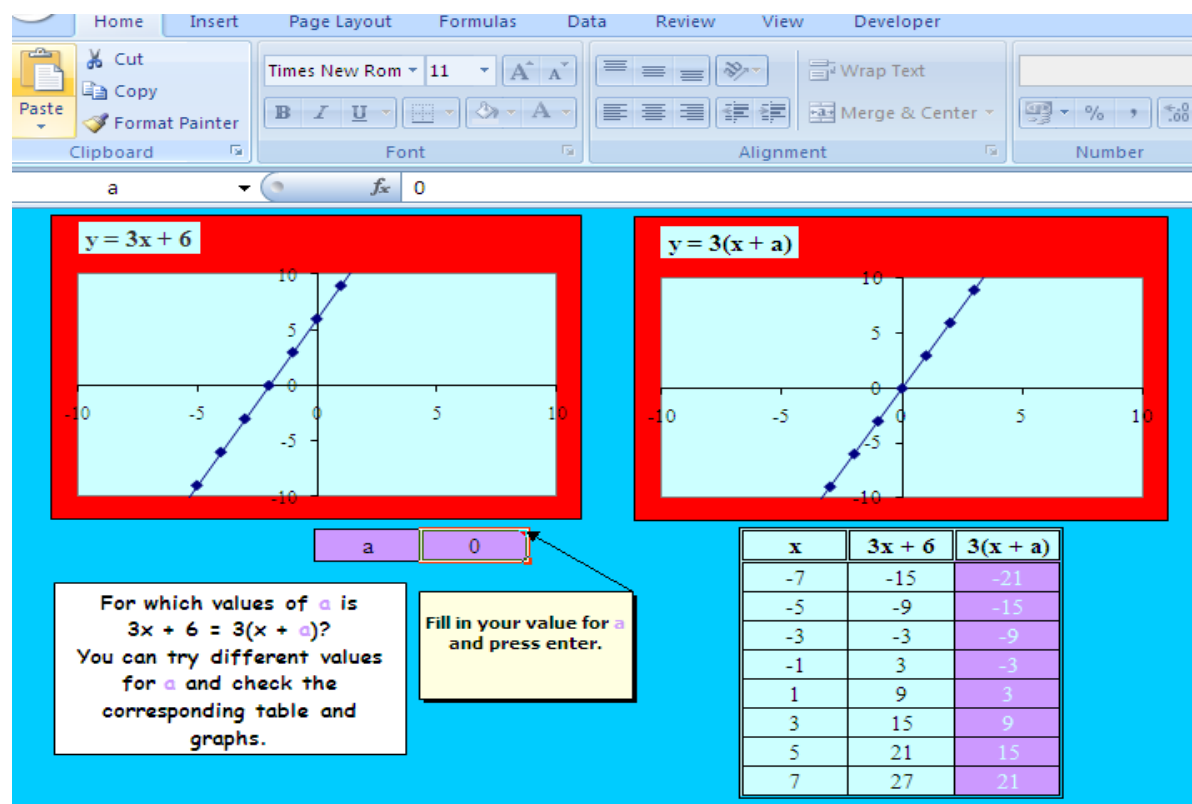 Home Insert Page Layout Formulas Data Review View Developer
Paste
Cut
Copy
Format Painter
Times New Rom 11 A A
B I U A
Wrap Text
Merge & Center
% , .00
Clipboard Font Alignment Number
a fx 0
y = 3x + 6
10
5
0
-10 -5 0 5 10
-5
-10
y = 3(x + a)
10
5
0
-10 -5 0 5 10
-5
-10
a 0
For which values of a is
3x + 6 = 3(x + a)?
You can try different values
for a and check the
corresponding table and
graphs.
Fill in your value for a
and press enter.
x 3x + 6 3(x + a)
-7 -15 -21
-5 -9 -15
-3 -3 -9
-1 3 -3
1 9 3
3 15 9
5 21 15
7 27 21